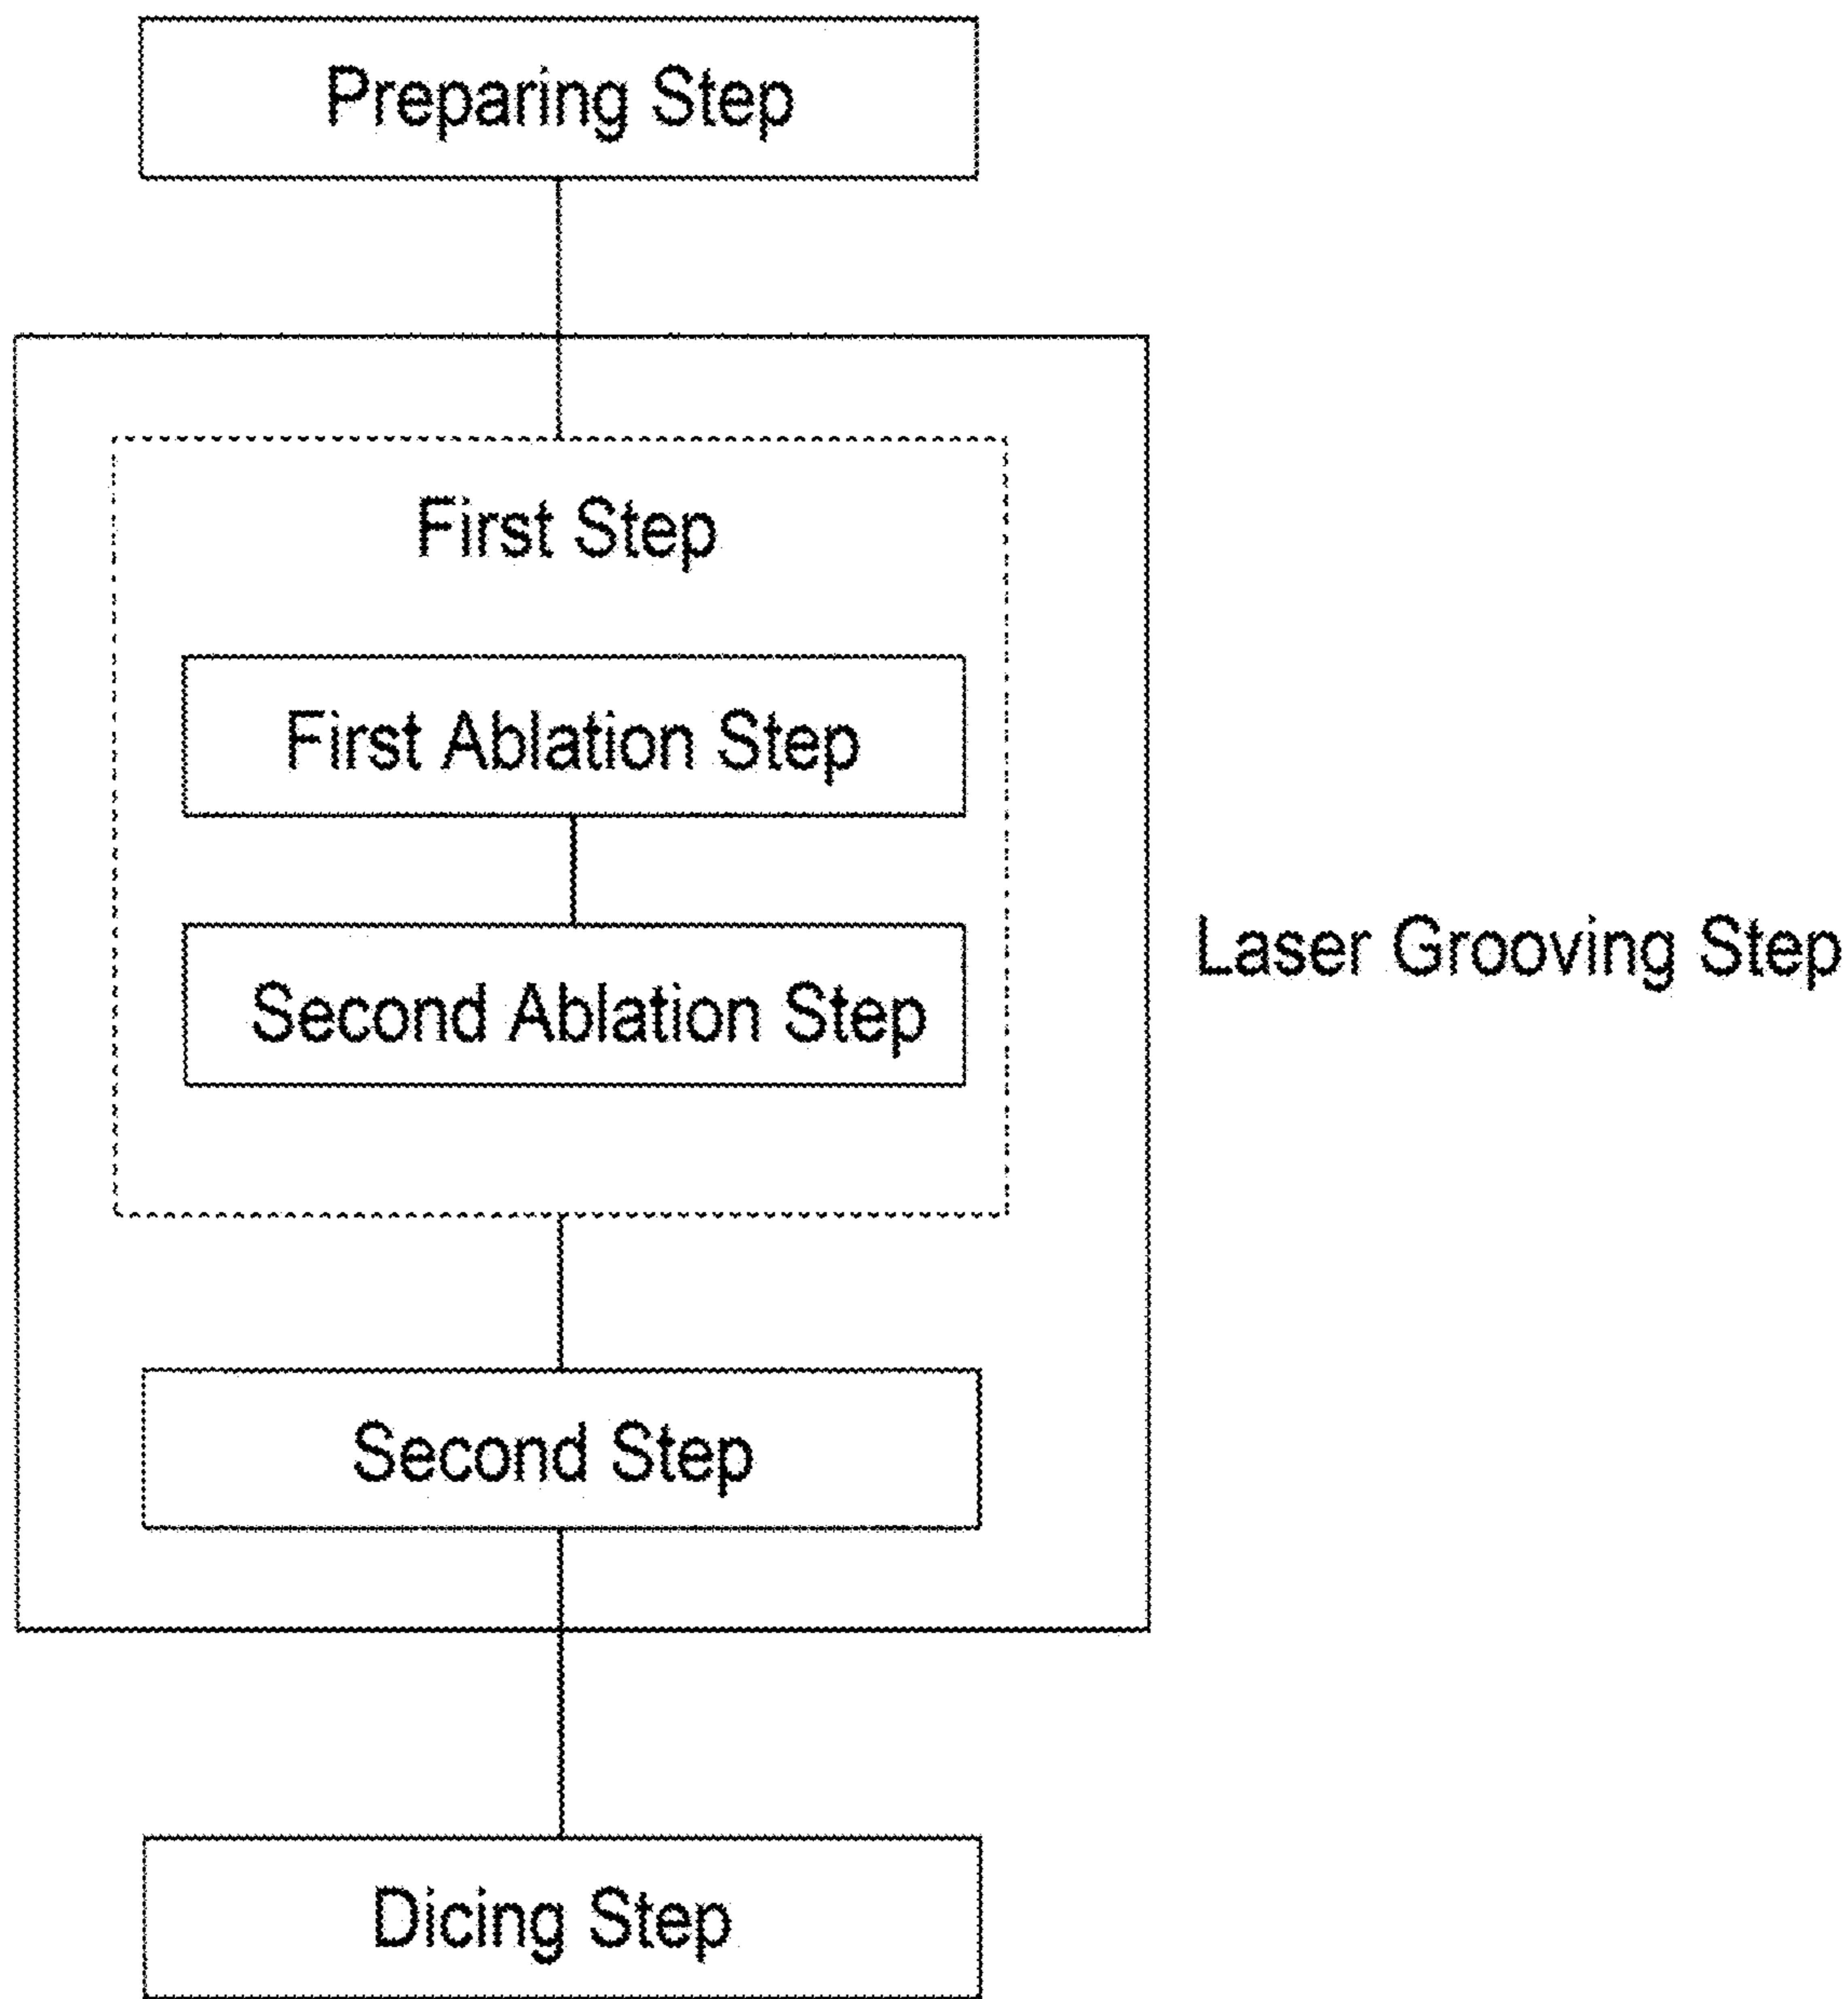 Preparing Step
First Step
First Ablation Step
Second Ablation Step
Laser Grooving Step
Second Step
Dicing Step